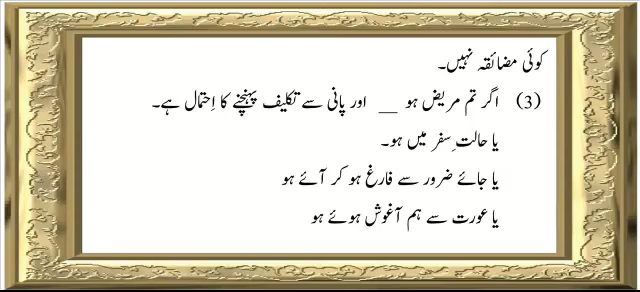 کوئی مضائقہ نہیں۔
(3) اگر تم مریض ہو __ اور پانی سے تکلیف پہنچنے کا اِحتمال ہے۔
یا حالتِ سفر میں ہو۔
یا جائے ضرور سے فارغ ہو کر آئے ہو
یا عورت سے ہم آغوش ہوئے ہو